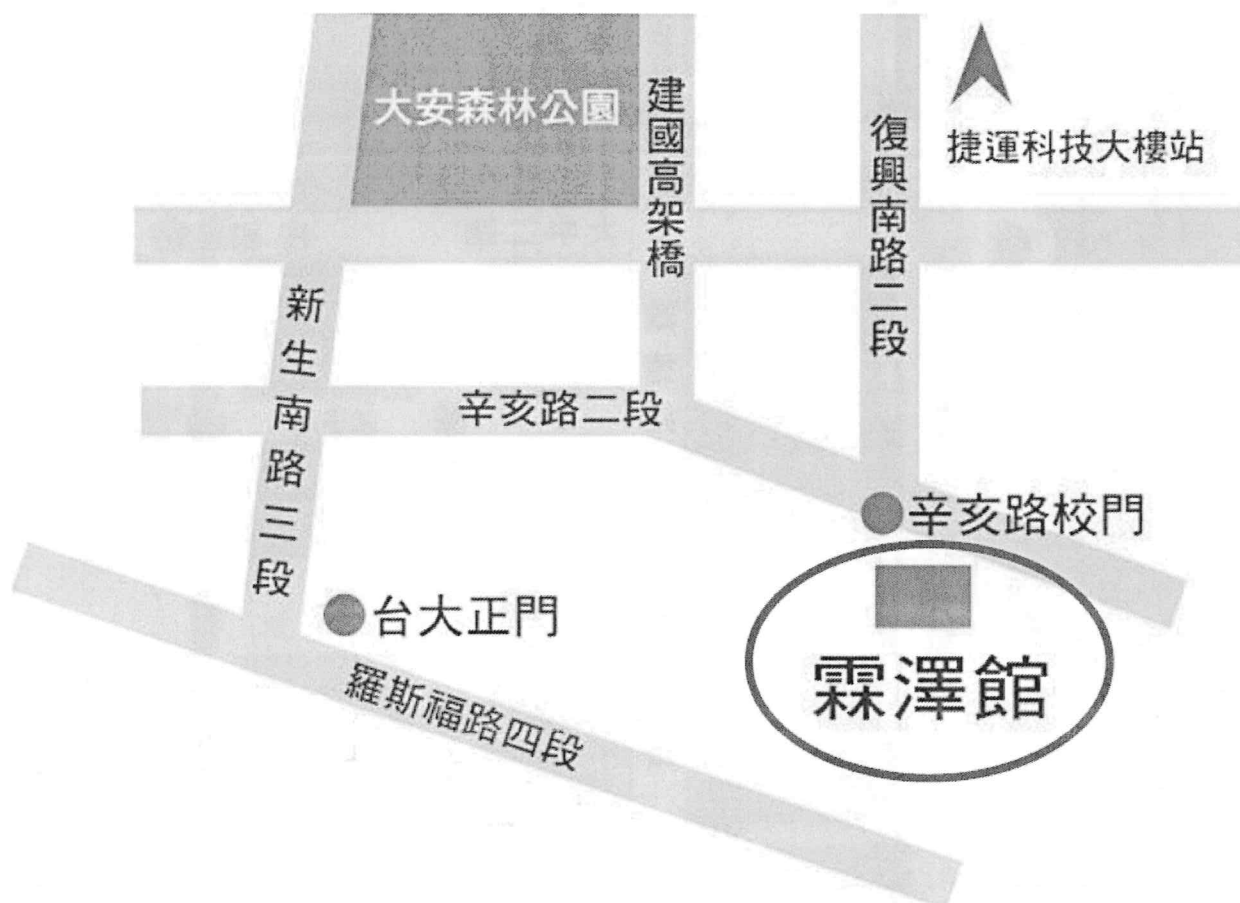 大安森林公園
建國高架橋
復興南路二段
捷運科技大樓站
新生南路三段
辛亥路二段
辛亥路校門
台大正門
霖澤館
羅斯福路四段